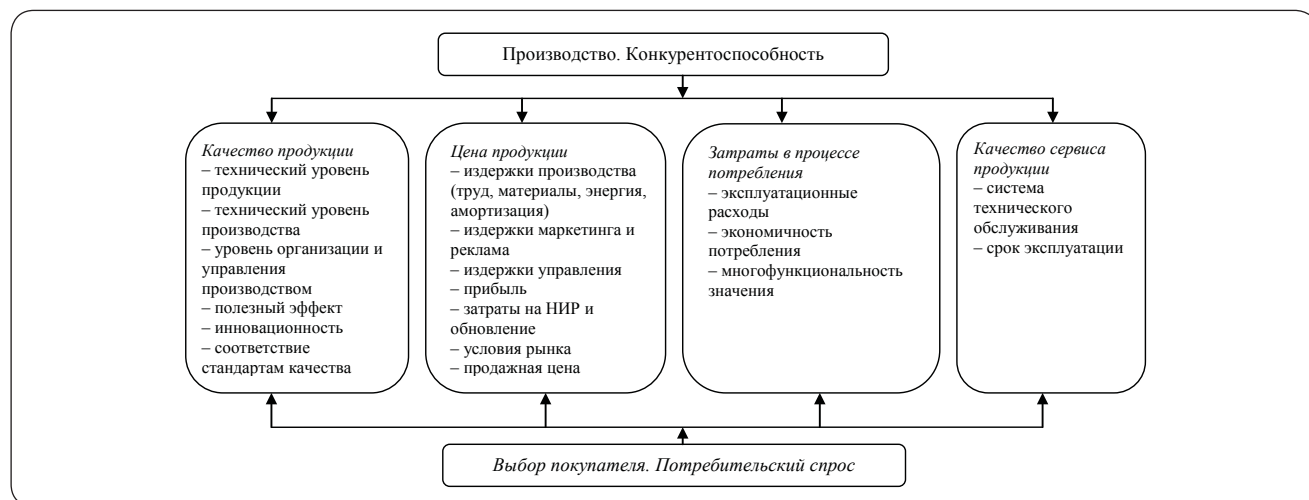 Производство. Конкурентоспособность
Качество продукции
– технический уровень
продукции
– технический уровень
производства
– уровень организации и
управления
производством
– полезный эффект
– инновационность
– соответствие
стандартам качества
Цена продукции
– издержки производства
(труд, материалы, энергия,
амортизация)
– издержки маркетинга и
реклама
– издержки управления
– прибыль
– затраты на НИР и
обновление
– условия рынка
– продажная цена
Затраты в процессе
потребления
– эксплуатационные
расходы
– экономичность
потребления
– многофункциональность
значения
Качество сервиса
продукции
– система
технического
обслуживания
– срок эксплуатации
Выбор покупателя. Потребительский спрос